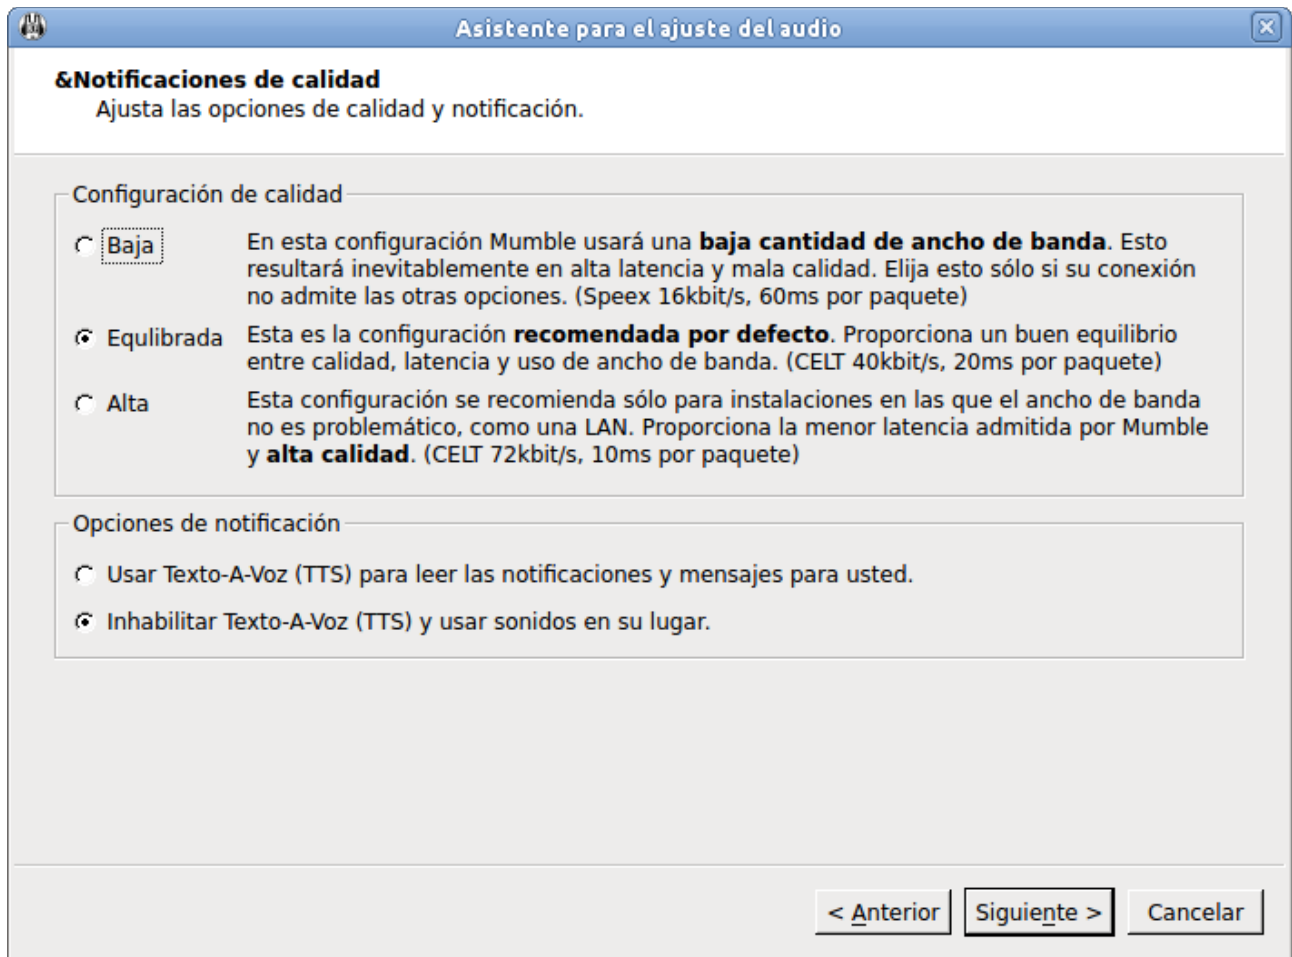 Asistente para el ajuste del audio
&Notificaciones de calidad
Ajusta las opciones de calidad y notificación.
Configuración de calidad
Baja
En esta configuración Mumble usará una baja cantidad de ancho de banda. Esto
resultará inevitablemente en alta latencia y mala calidad. Elija esto sólo si su conexión
no admite las otras opciones. (Speex 16kbit/s, 60ms por paquete)
Equlibrada
Esta es la configuración recomendada por defecto. Proporciona un buen equilibrio
entre calidad, latencia y uso de ancho de banda. (CELT 40kbit/s, 20ms por paquete)
Alta
Esta configuración se recomienda sólo para instalaciones en las que el ancho de banda
no es problemático, como una LAN. Proporciona la menor latencia admitida por Mumble
y alta calidad. (CELT 72kbit/s, 10ms por paquete)
Opciones de notificación
Usar Texto-A-Voz (TTS) para leer las notificaciones y mensajes para usted.
Inhabilitar Texto-A-Voz (TTS) y usar sonidos en su lugar.
< Anterior
Siguiente >
Cancelar